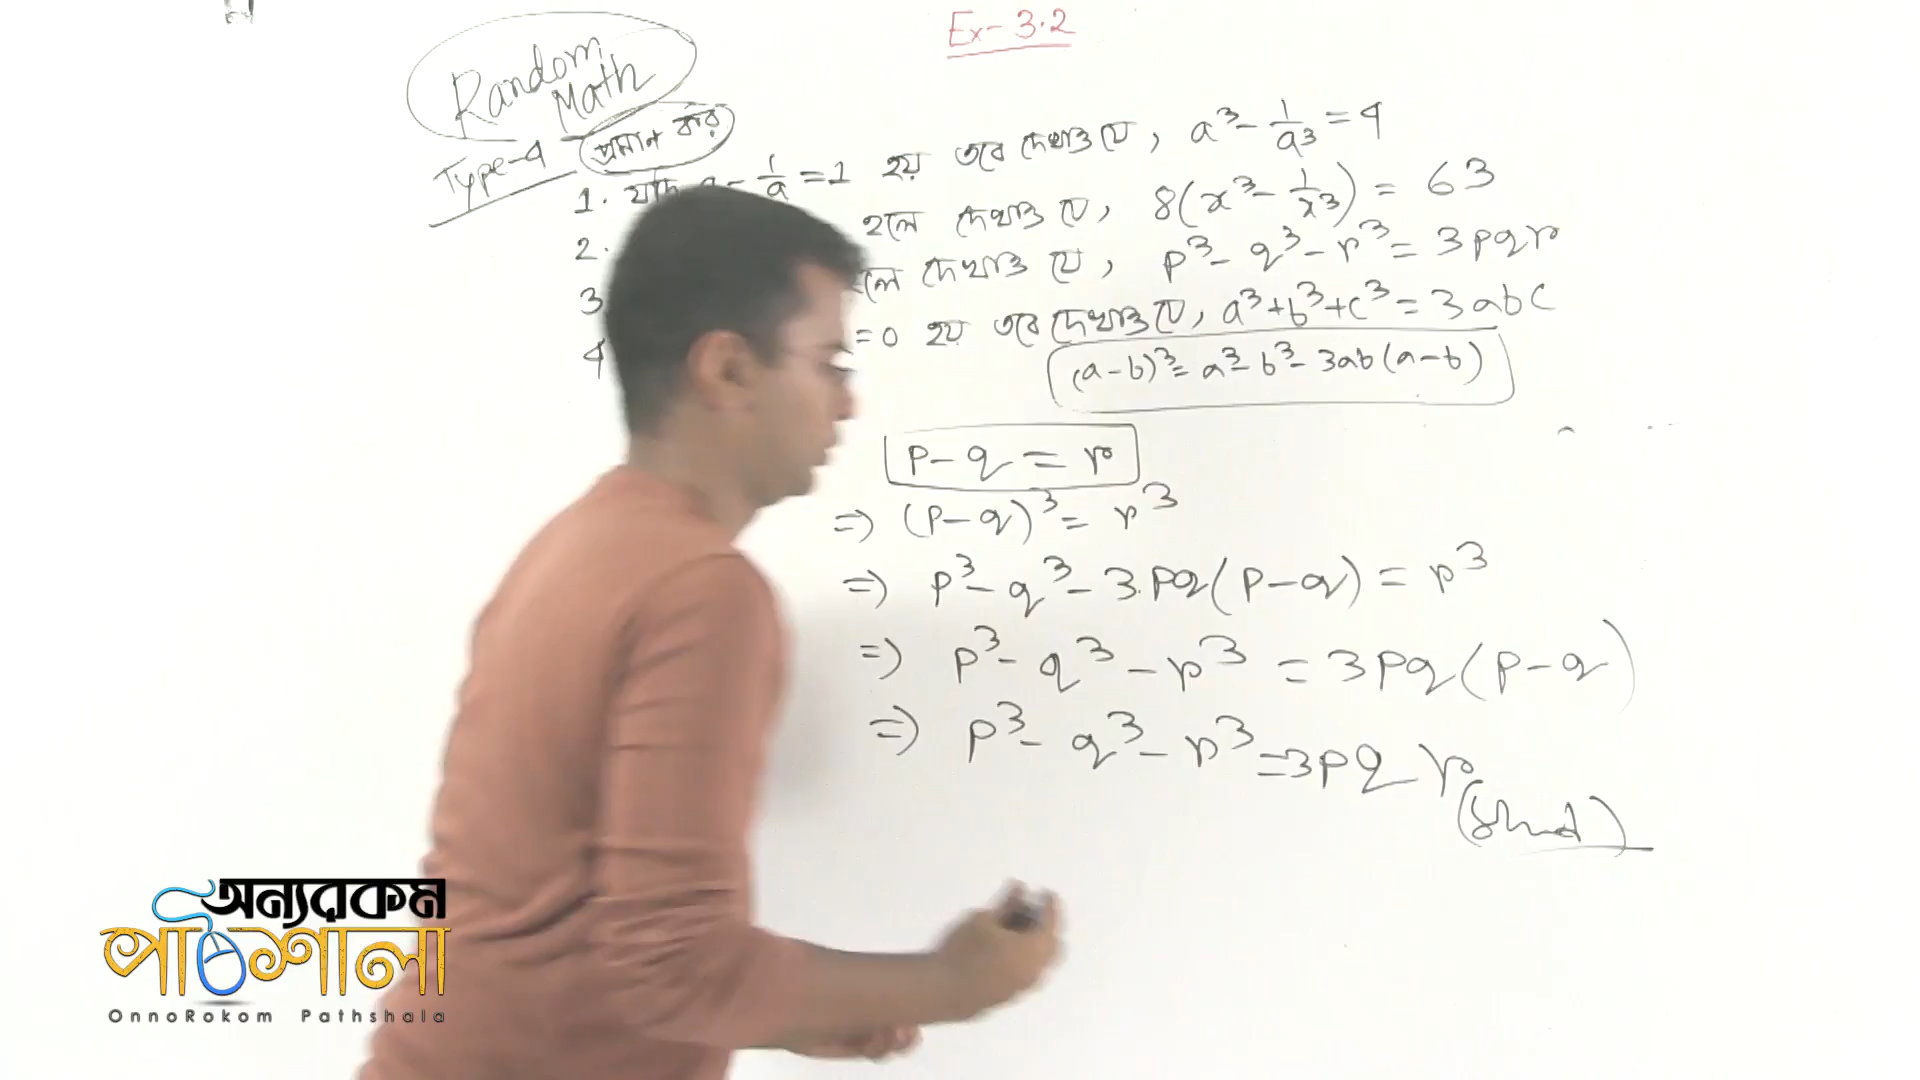 Ex- 3.2
Random
Math
Type-4 প্রমাণ কর
1. যদি a - 1/a = 1 হয় তবে দেখাও যে, a³ - 1/a³ = 4
2. হলে দেখাও যে, 8(x³ - 1/x³) = 63
3 হলে দেখাও যে, p³ - q³ - r³ = 3pqr
4 =0 হয় তবে দেখাও যে, a³+b³+c³ = 3abc
(a-b)³ = a³ - b³ - 3ab(a-b)
P - q = r
⇒ (P-q)³ = r³
⇒ p³ - q³ - 3.pq(p-q) = r³
⇒ p³ - q³ - r³ = 3pq(p-q)
⇒ p³ - q³ - r³ = 3pq r
অন্যরকম
পাঠশালা
OnnoRokom Pathshala